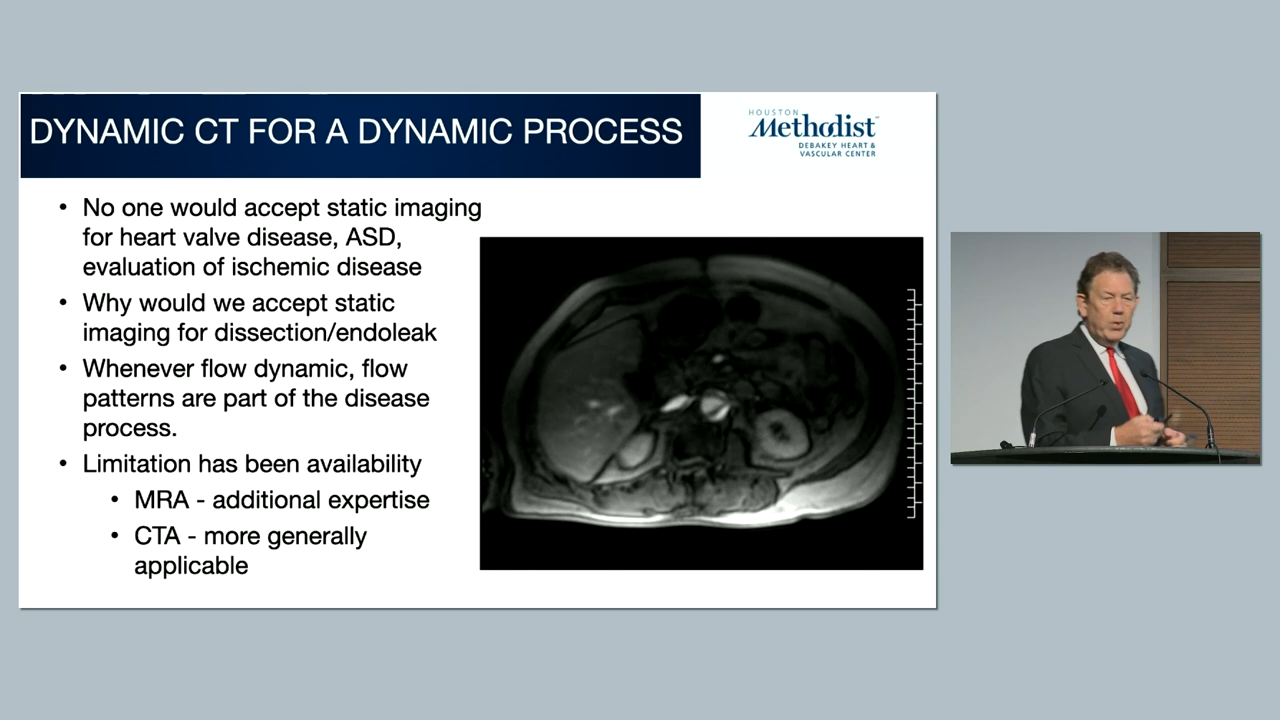 DYNAMIC CT FOR A DYNAMIC PROCESS
HOUSTON
Methodist
DEBAKEY HEART &
VASCULAR CENTER
• No one would accept static imaging
for heart valve disease, ASD,
evaluation of ischemic disease
• Why would we accept static
imaging for dissection/endoleak
• Whenever flow dynamic, flow
patterns are part of the disease
process.
• Limitation has been availability
• MRA - additional expertise
• CTA - more generally
applicable